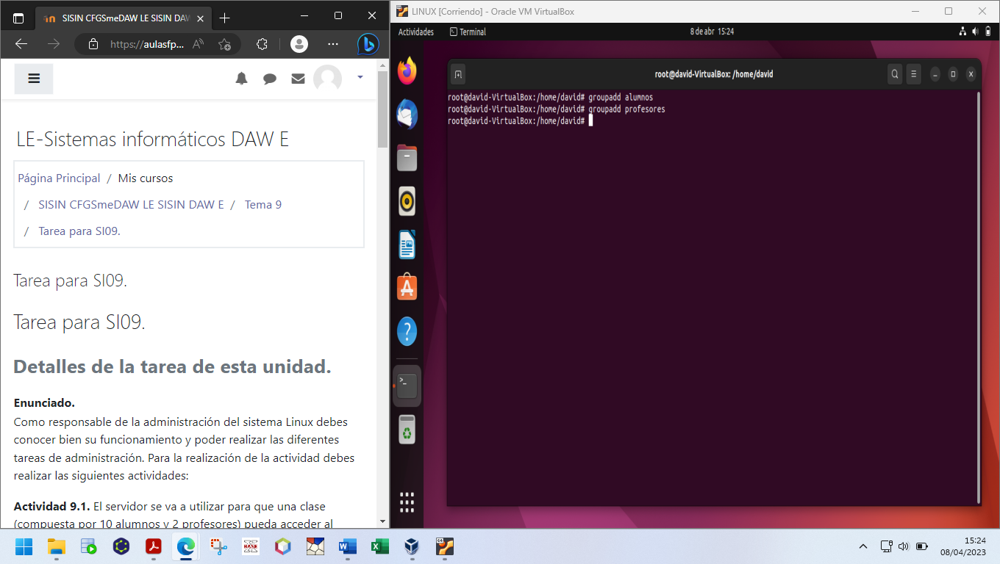 SISIN CFGSmeDAW LE SISIN DAW
https://aulasfp...
LE-Sistemas informáticos DAW E
Página Principal / Mis cursos
/ SISIN CFGSmeDAW LE SISIN DAW E / Tema 9
/ Tarea para SI09.
Tarea para SI09.
Tarea para SI09.
Detalles de la tarea de esta unidad.
Enunciado.
Como responsable de la administración del sistema Linux debes
conocer bien su funcionamiento y poder realizar las diferentes
tareas de administración. Para la realización de la actividad debes
realizar las siguientes actividades:
Actividad 9.1. El servidor se va a utilizar para que una clase
(compuesta por 10 alumnos y 2 profesores) pueda acceder al
LINUX [Corriendo] - Oracle VM VirtualBox
Actividades Terminal 8 de abr 15:24
root@david-VirtualBox: /home/david
root@david-VirtualBox:/home/david# groupadd alumnos
root@david-VirtualBox:/home/david# groupadd profesores
root@david-VirtualBox:/home/david#
15:24
08/04/2023